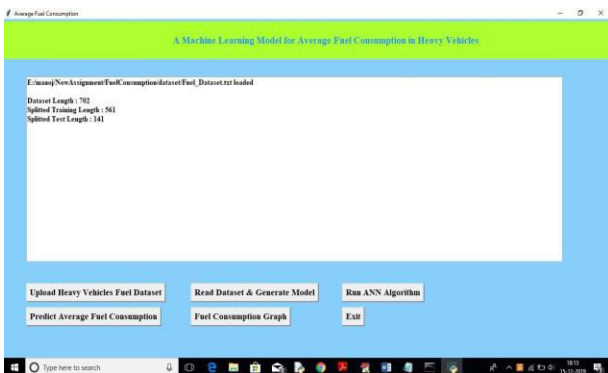 Average Fuel Consumption
A Machine Learning Model for Average Fuel Consumption in Heavy Vehicles
E:/manoj/NewAssignment/FuelConsumption/dataset/Fuel_Dataset.txt loaded
Dataset Length : 702
Splitted Training Length : 561
Splitted Test Length : 141
Upload Heavy Vehicles Fuel Dataset
Read Dataset & Generate Model
Run ANN Algorithm
Predict Average Fuel Consumption
Fuel Consumption Graph
Exit
Type here to search
18:13